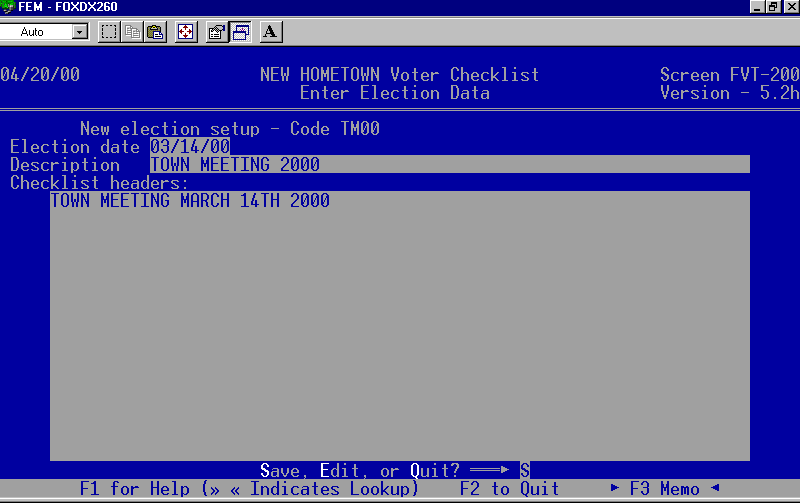 FEM - FOXDX260
Auto
A
04/20/00 NEW HOMETOWN Voter Checklist Screen FVT-200
Enter Election Data Version - 5.2h
New election setup - Code TM00
Election date 03/14/00
Description TOWN MEETING 2000
Checklist headers:
TOWN MEETING MARCH 14TH 2000
Save, Edit, or Quit? ═══► S
F1 for Help (» « Indicates Lookup) F2 to Quit ► F3 Memo ◄